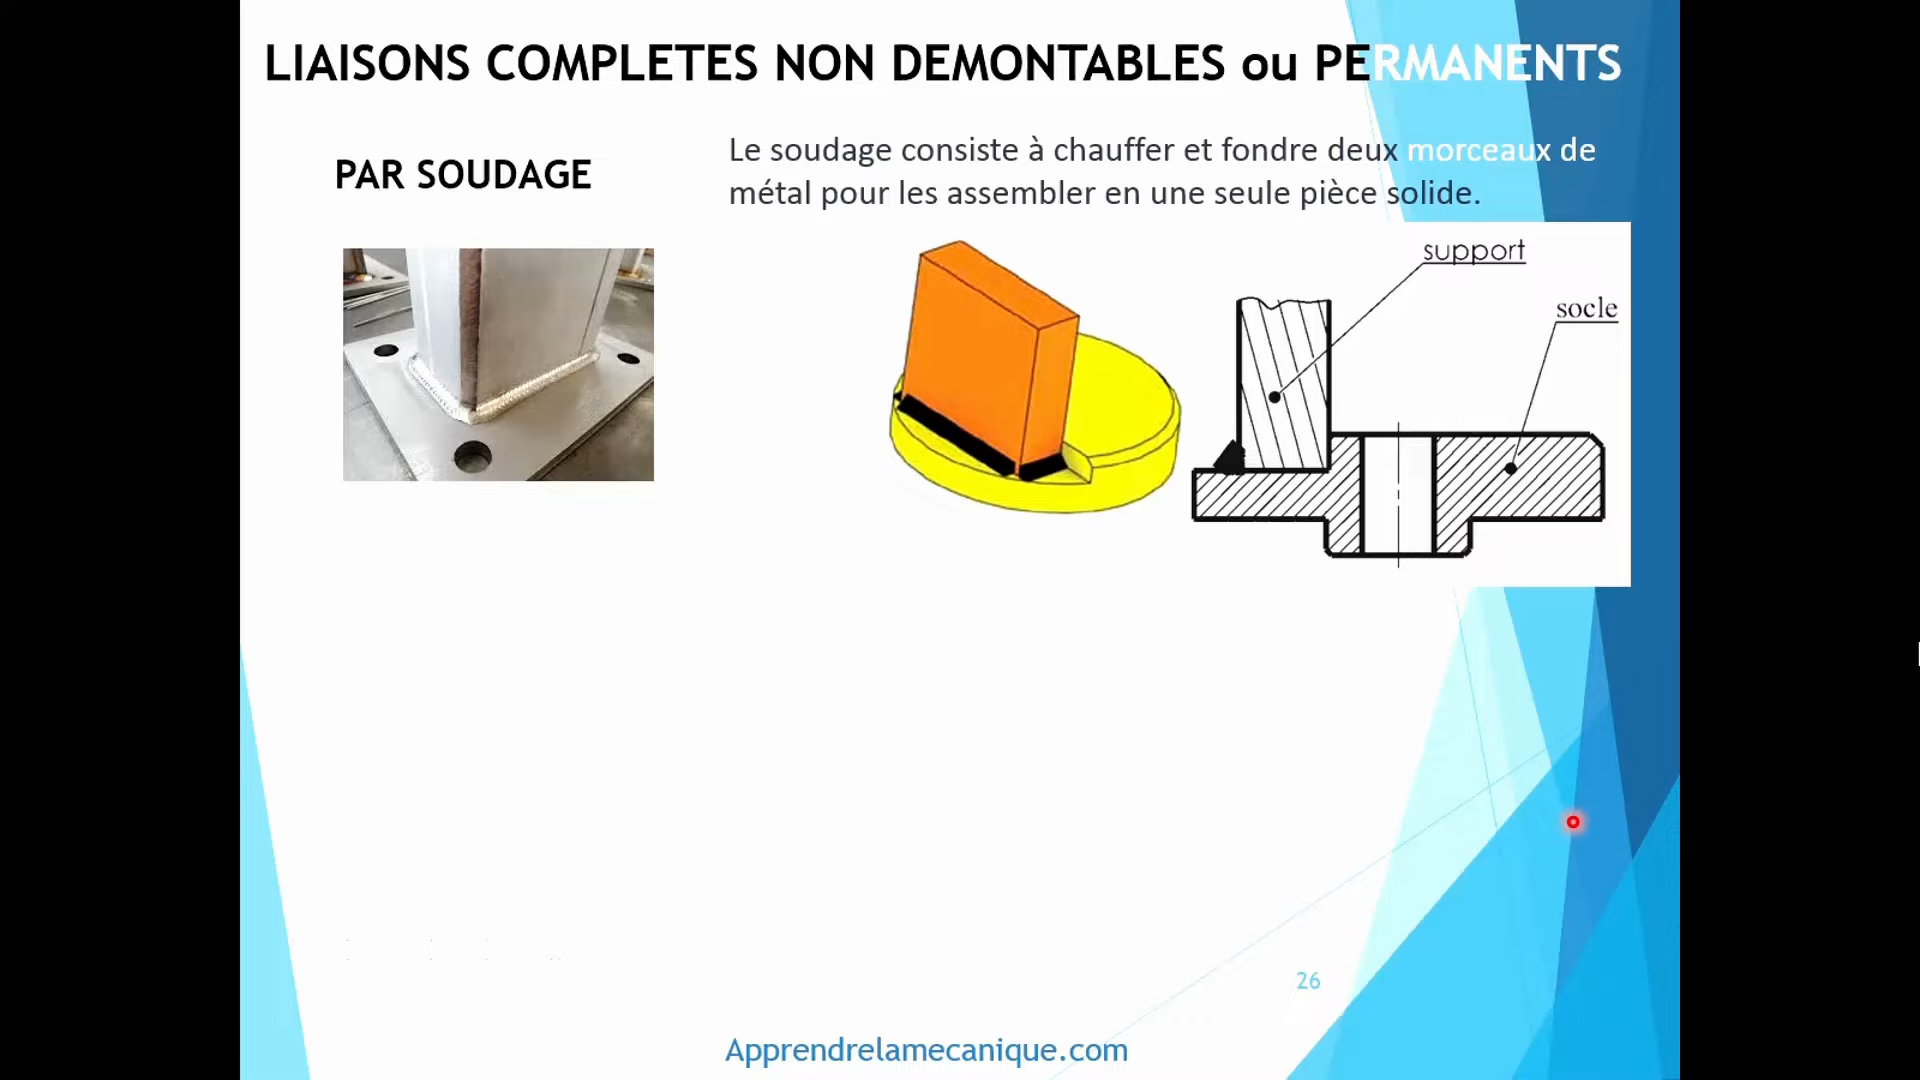 LIAISONS COMPLETES NON DEMONTABLES ou PERMANENTS
PAR SOUDAGE
Le soudage consiste à chauffer et fondre deux morceaux de
métal pour les assembler en une seule pièce solide.
support
socle
26
Apprendrelamecanique.com